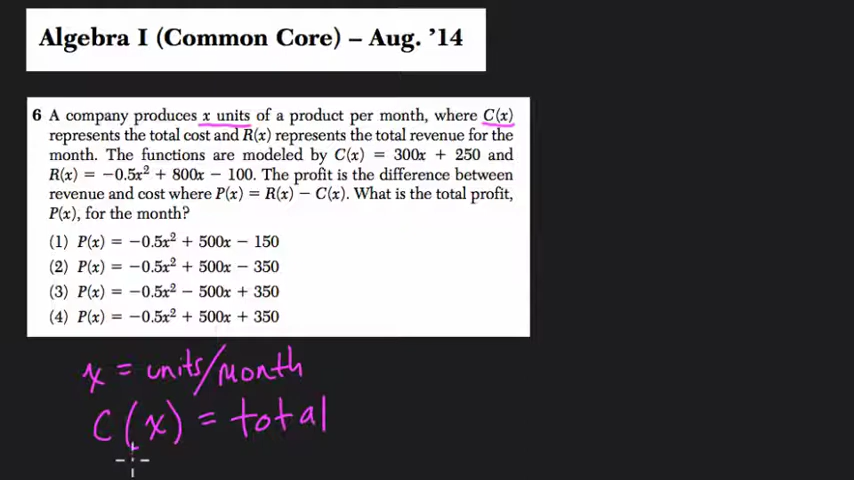 Algebra I (Common Core) – Aug. ’14
6 A company produces x units of a product per month, where C(x)
represents the total cost and R(x) represents the total revenue for the
month. The functions are modeled by C(x) = 300x + 250 and
R(x) = −0.5x² + 800x − 100. The profit is the difference between
revenue and cost where P(x) = R(x) − C(x). What is the total profit,
P(x), for the month?
(1) P(x) = −0.5x² + 500x − 150
(2) P(x) = −0.5x² + 500x − 350
(3) P(x) = −0.5x² − 500x + 350
(4) P(x) = −0.5x² + 500x + 350
x = units/month
C(x) = total